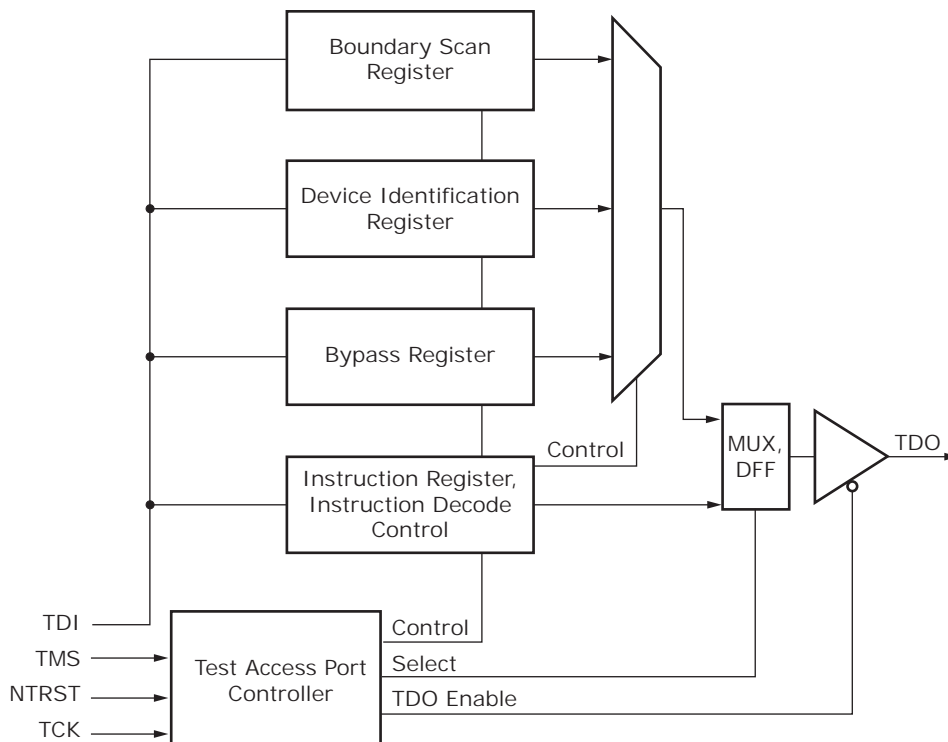 Boundary Scan
Register
Device Identification
Register
Bypass Register
Control
Instruction Register,
Instruction Decode
Control
MUX,
DFF
TDO
TDI
TMS
NTRST
TCK
Test Access Port
Controller
Control
Select
TDO Enable